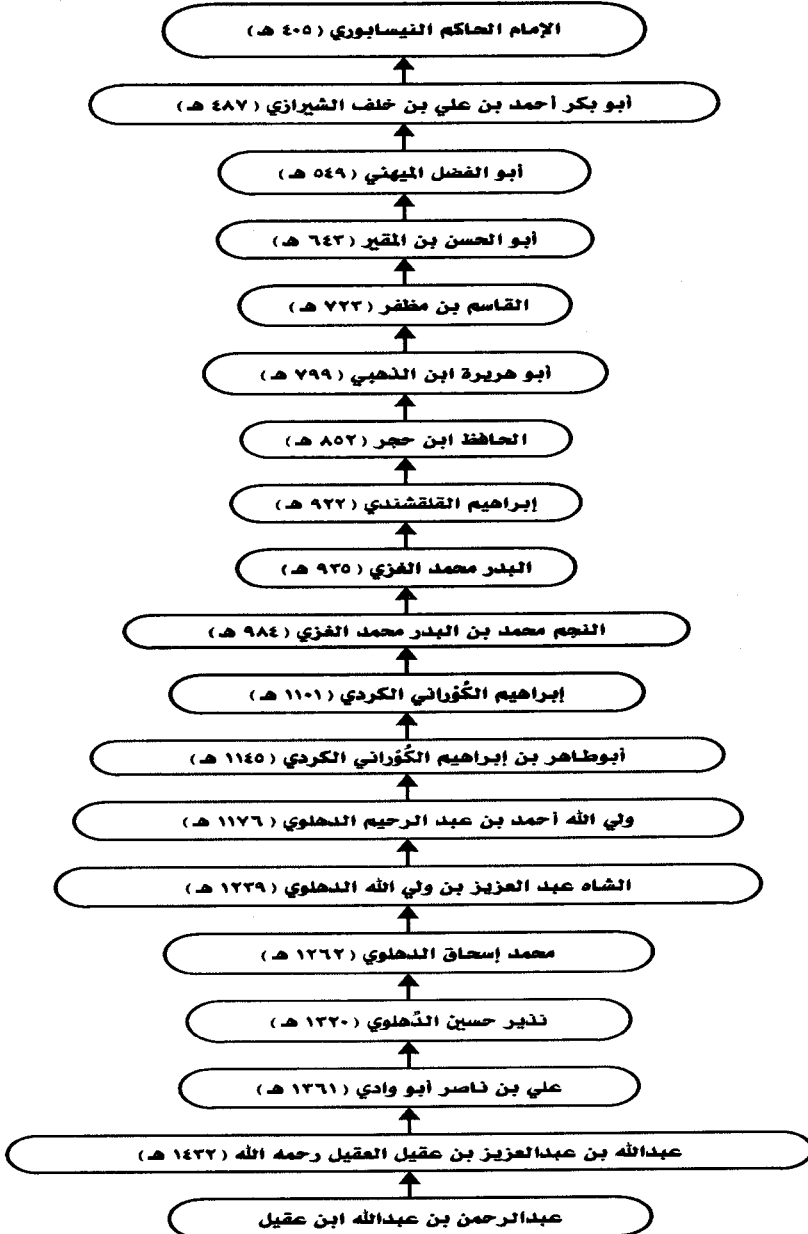 الإمام الحاكم النيسابوري (٤٠٥ هـ)
أبو بكر أحمد بن علي بن خلف الشيرازي (٤٨٧ هـ)
أبو الفضل الميهني (٥٤٩ هـ)
أبو الحسن بن المقير (٦٤٣ هـ)
القاسم بن مظفر (٧٢٣ هـ)
أبو هريرة ابن الذهبي (٧٩٩ هـ)
الحافظ ابن حجر (٨٥٢ هـ)
إبراهيم القلقشندي (٩٢٢ هـ)
البدر محمد الغزي (٩٣٥ هـ)
النجم محمد بن البدر محمد الغزي (٩٨٤ هـ)
إبراهيم الكُوْراني الكردي (١١٠١ هـ)
أبوطاهر بن إبراهيم الكُوْراني الكردي (١١٤٥ هـ)
ولي الله أحمد بن عبد الرحيم الدهلوي (١١٧٦ هـ)
الشاه عبد العزيز بن ولي الله الدهلوي (١٢٣٩ هـ)
محمد إسحاق الدهلوي (١٢٦٢ هـ)
نذير حسين الدِّهلوي (١٣٢٠ هـ)
علي بن ناصر أبو وادي (١٣٦١ هـ)
عبدالله بن عبدالعزيز بن عقيل العقيل رحمه الله (١٤٣٢ هـ)
عبدالرحمن بن عبدالله ابن عقيل